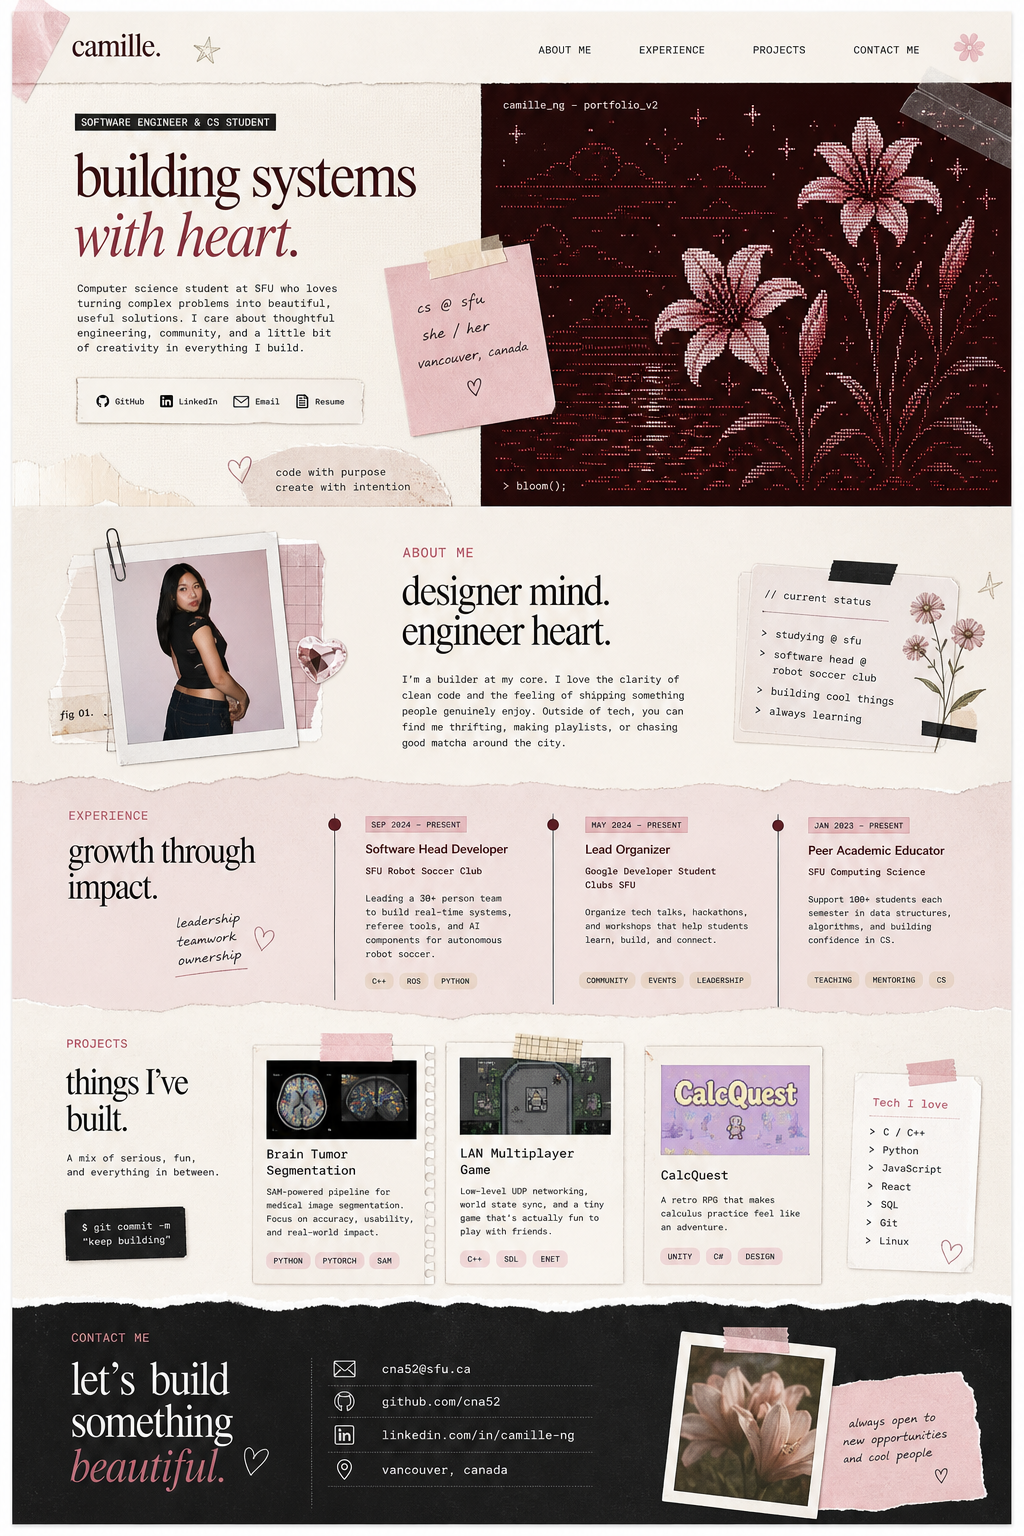 camille.
ABOUT ME
EXPERIENCE
PROJECTS
CONTACT ME
SOFTWARE ENGINEER & CS STUDENT
building systems
with heart.
Computer science student at SFU who loves
turning complex problems into beautiful,
useful solutions. I care about thoughtful
engineering, community, and a little bit
of creativity in everything I build.
GitHub
LinkedIn
Email
Resume
code with purpose
create with intention
cs @ sfu
she / her
vancouver, canada
camille_ng – portfolio_v2
> bloom();
fig 01.
ABOUT ME
designer mind.
engineer heart.
I'm a builder at my core. I love the clarity of
clean code and the feeling of shipping something
people genuinely enjoy. Outside of tech, you can
find me thrifting, making playlists, or chasing
good matcha around the city.
// current status
> studying @ sfu
> software head @
robot soccer club
> building cool things
> always learning
EXPERIENCE
growth through
impact.
leadership
teamwork
ownership
SEP 2024 – PRESENT
Software Head Developer
SFU Robot Soccer Club
Leading a 30+ person team
to build real-time systems,
referee tools, and AI
components for autonomous
robot soccer.
C++
ROS
PYTHON
MAY 2024 – PRESENT
Lead Organizer
Google Developer Student
Clubs SFU
Organize tech talks, hackathons,
and workshops that help students
learn, build, and connect.
COMMUNITY
EVENTS
LEADERSHIP
JAN 2023 – PRESENT
Peer Academic Educator
SFU Computing Science
Support 100+ students each
semester in data structures,
algorithms, and building
confidence in CS.
TEACHING
MENTORING
CS
PROJECTS
things I've
built.
A mix of serious, fun,
and everything in between.
$ git commit -m
"keep building"
Brain Tumor
Segmentation
SAM-powered pipeline for
medical image segmentation.
Focus on accuracy, usability,
and real-world impact.
PYTHON
PYTORCH
SAM
LAN Multiplayer
Game
Low-level UDP networking,
world state sync, and a tiny
game that's actually fun to
play with friends.
C++
SDL
ENET
CalcQuest
CalcQuest
A retro RPG that makes
calculus practice feel like
an adventure.
UNITY
C#
DESIGN
Tech I love
> C / C++
> Python
> JavaScript
> React
> SQL
> Git
> Linux
CONTACT ME
let's build
something
beautiful.
cna52@sfu.ca
github.com/cna52
linkedin.com/in/camille-ng
vancouver, canada
always open to
new opportunities
and cool people